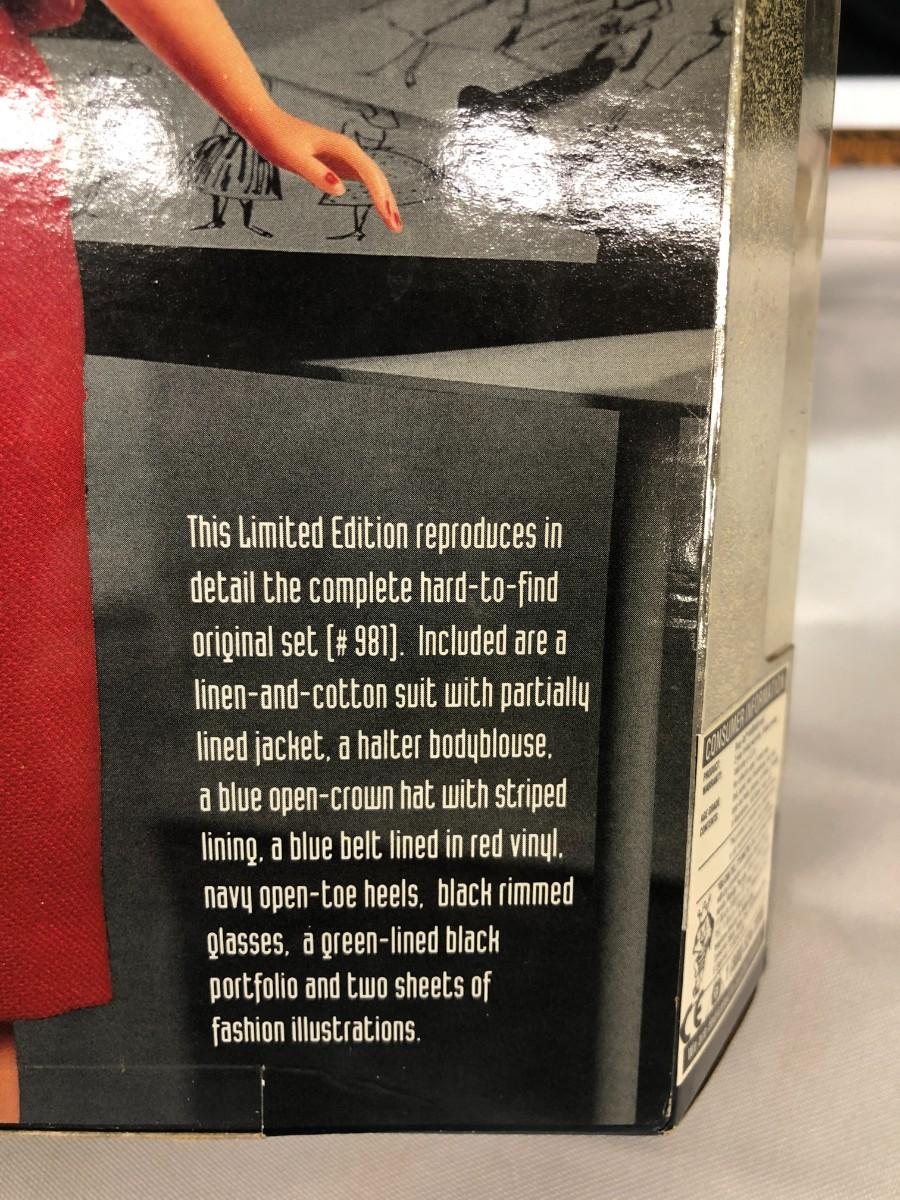 This Limited Edition reproduces in
detail the complete hard-to-find
original set [# 981]. Included are a
linen-and-cotton suit with partially
lined jacket, a halter bodyblouse,
a blue open-crown hat with striped
lining, a blue belt lined in red vinyl,
navy open-toe heels, black rimmed
glasses, a green-lined black
portfolio and two sheets of
fashion illustrations.
CONSUMER INFORMATION
CE